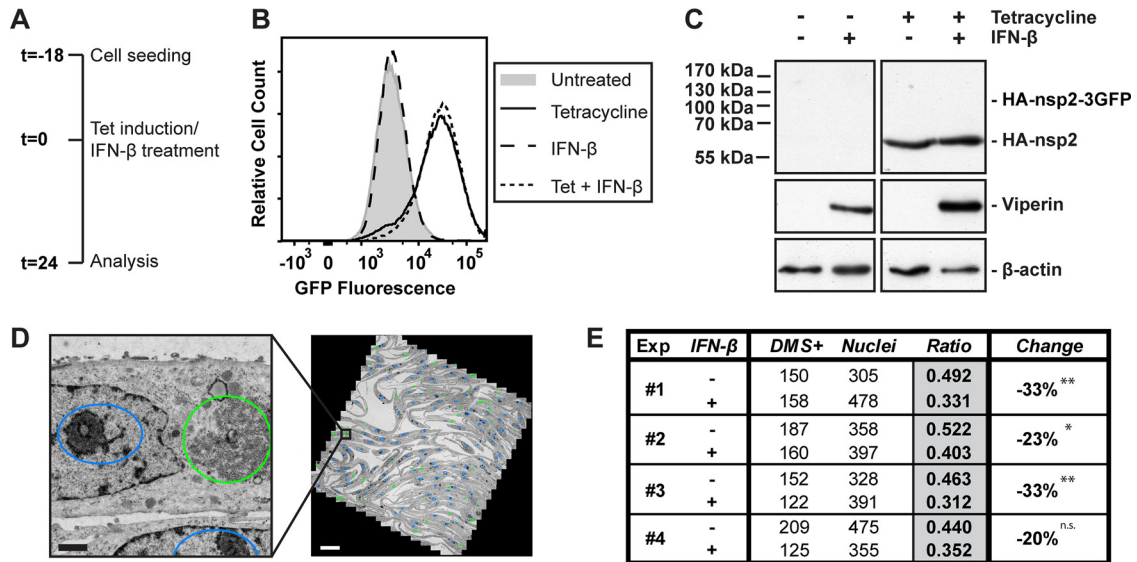 A
t=-18 Cell seeding
t=0 Tet induction/
IFN-β treatment
t=24 Analysis
B
Relative Cell Count
-10³ 0 10³ 10⁴ 10⁵
GFP Fluorescence
Untreated
Tetracycline
IFN-β
Tet + IFN-β
C
- - + + Tetracycline
- + - + IFN-β
170 kDa
130 kDa
100 kDa
70 kDa
55 kDa
- HA-nsp2-3GFP
- HA-nsp2
- Viperin
- β-actin
D
E
Exp IFN-β DMS+ Nuclei Ratio Change
#1 - 150 305 0.492 -33% **
+ 158 478 0.331
#2 - 187 358 0.522 -23% *
+ 160 397 0.403
#3 - 152 328 0.463 -33% **
+ 122 391 0.312
#4 - 209 475 0.440 -20% n.s.
+ 125 355 0.352